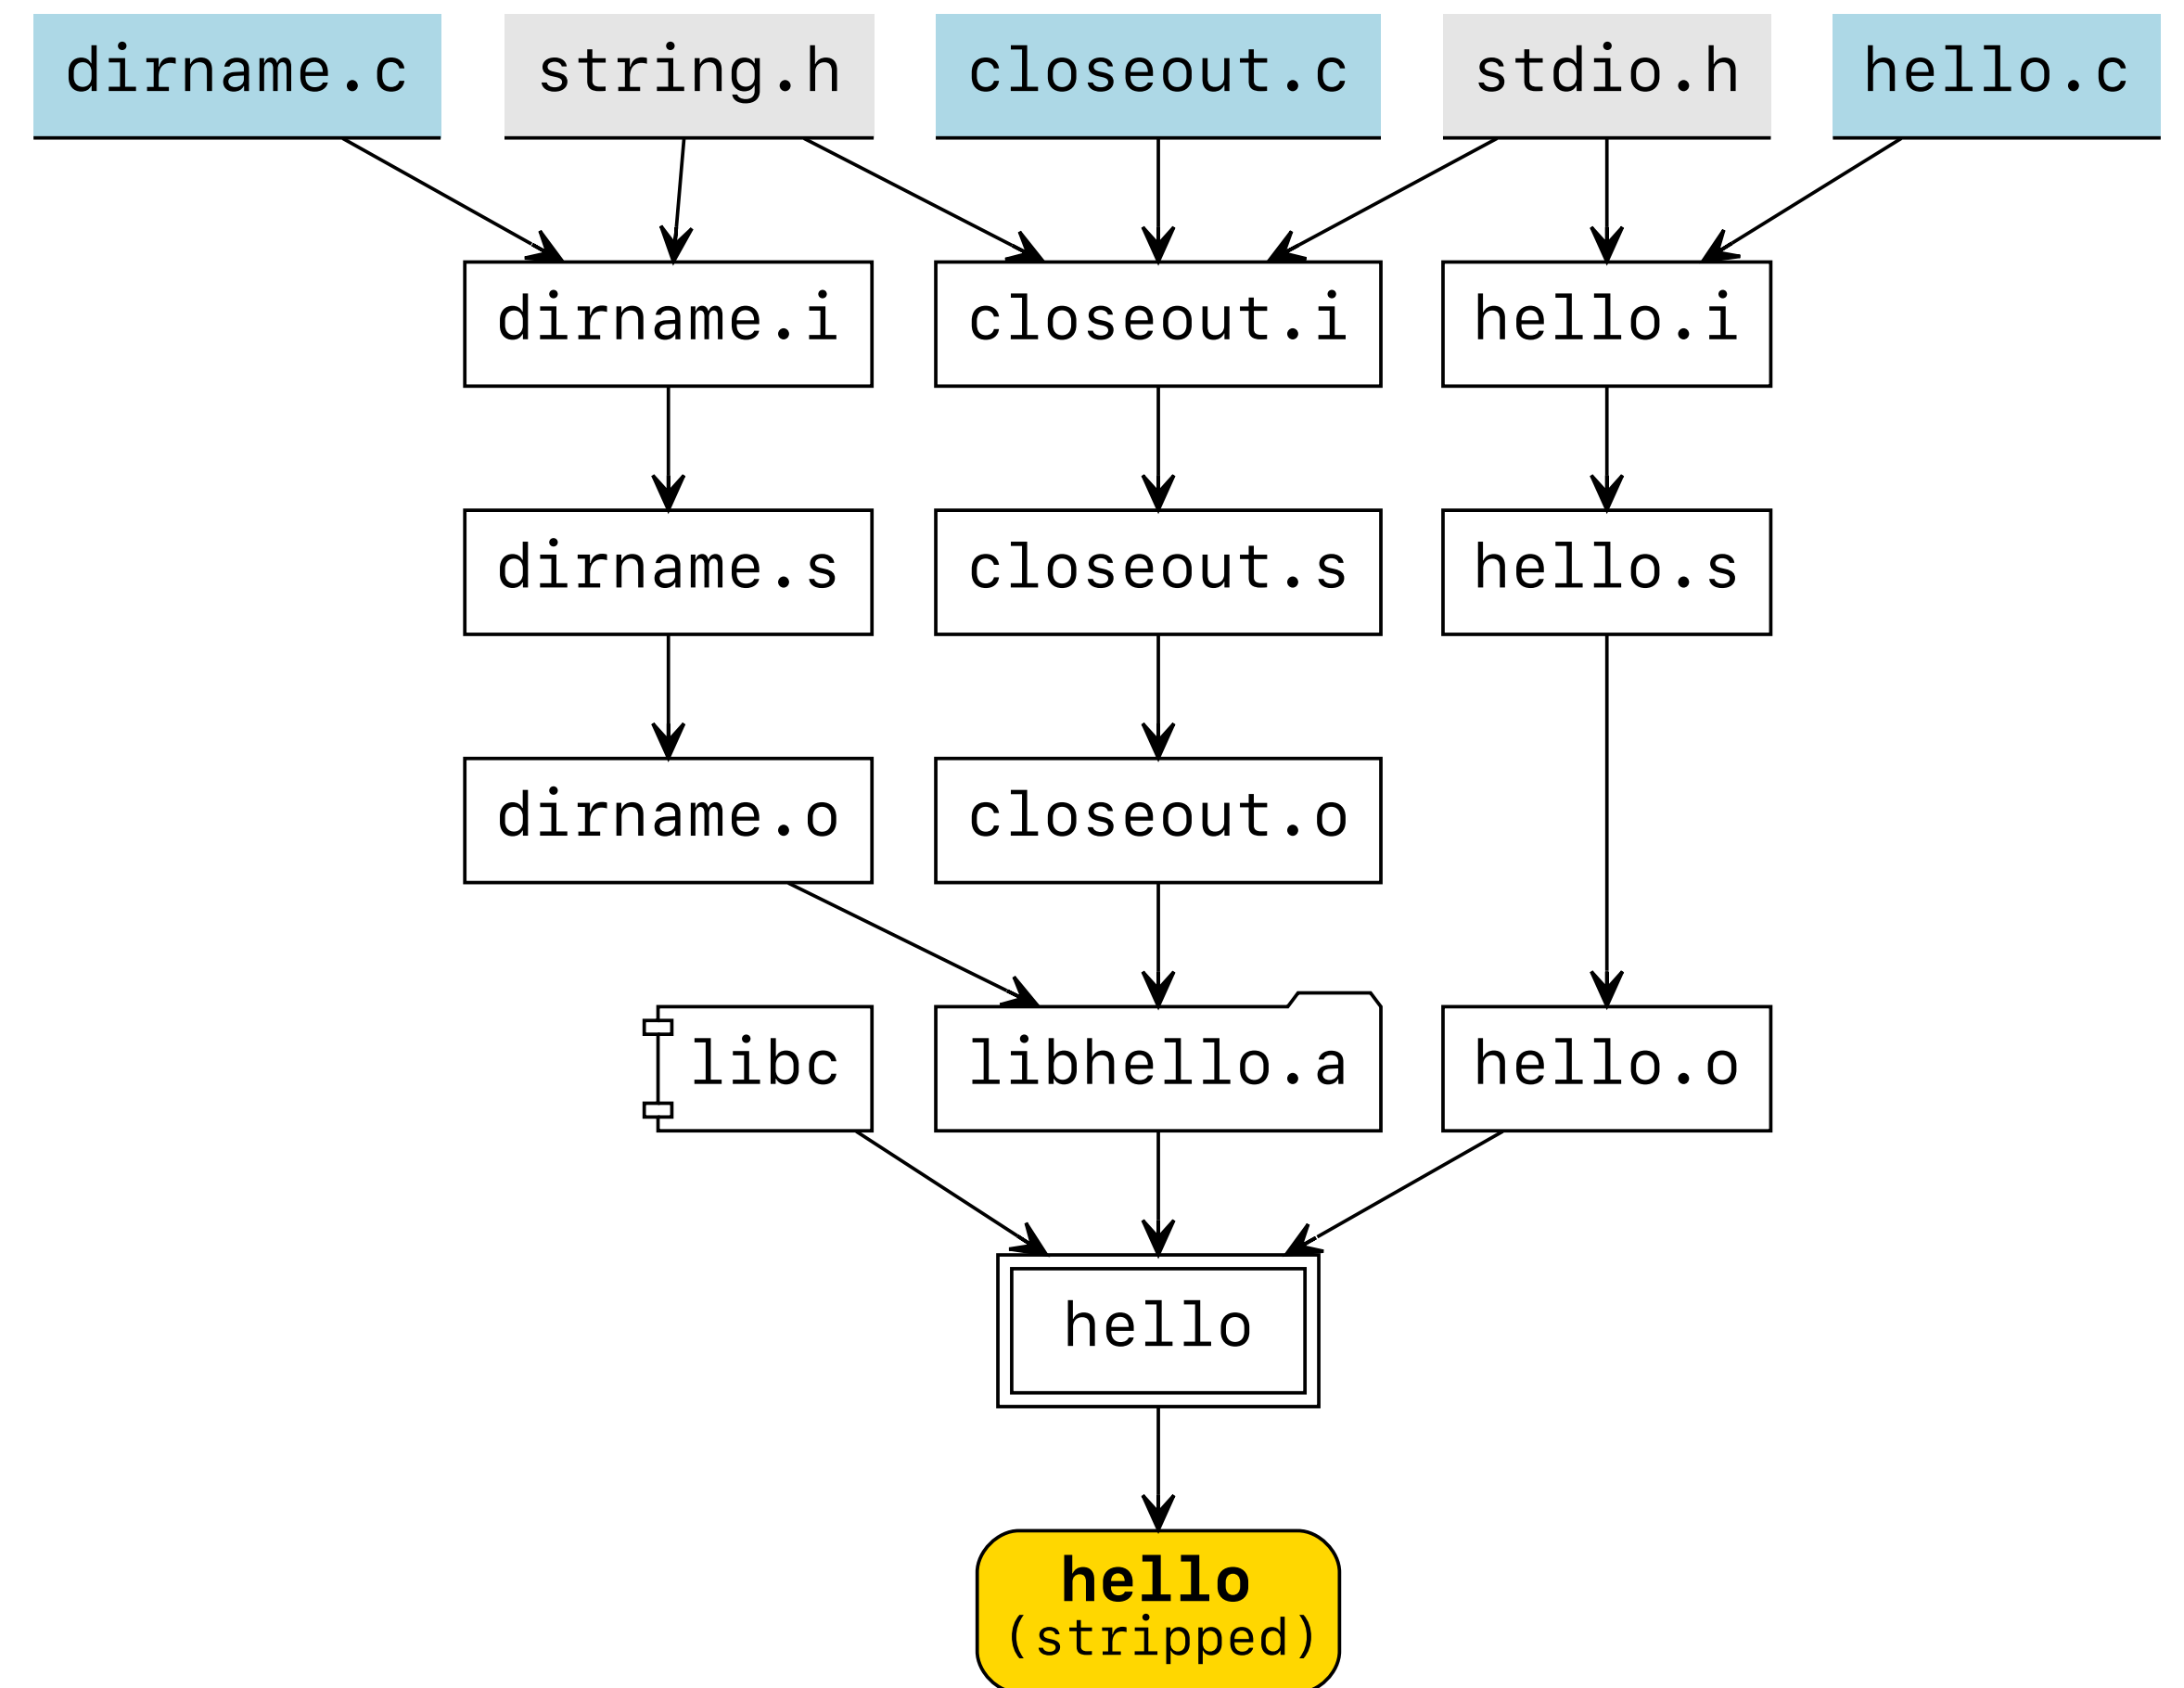 dirname.c
string.h
closeout.c
stdio.h
hello.c
dirname.i
closeout.i
hello.i
dirname.s
closeout.s
hello.s
dirname.o
closeout.o
libc
libhello.a
hello.o
hello
hello
(stripped)